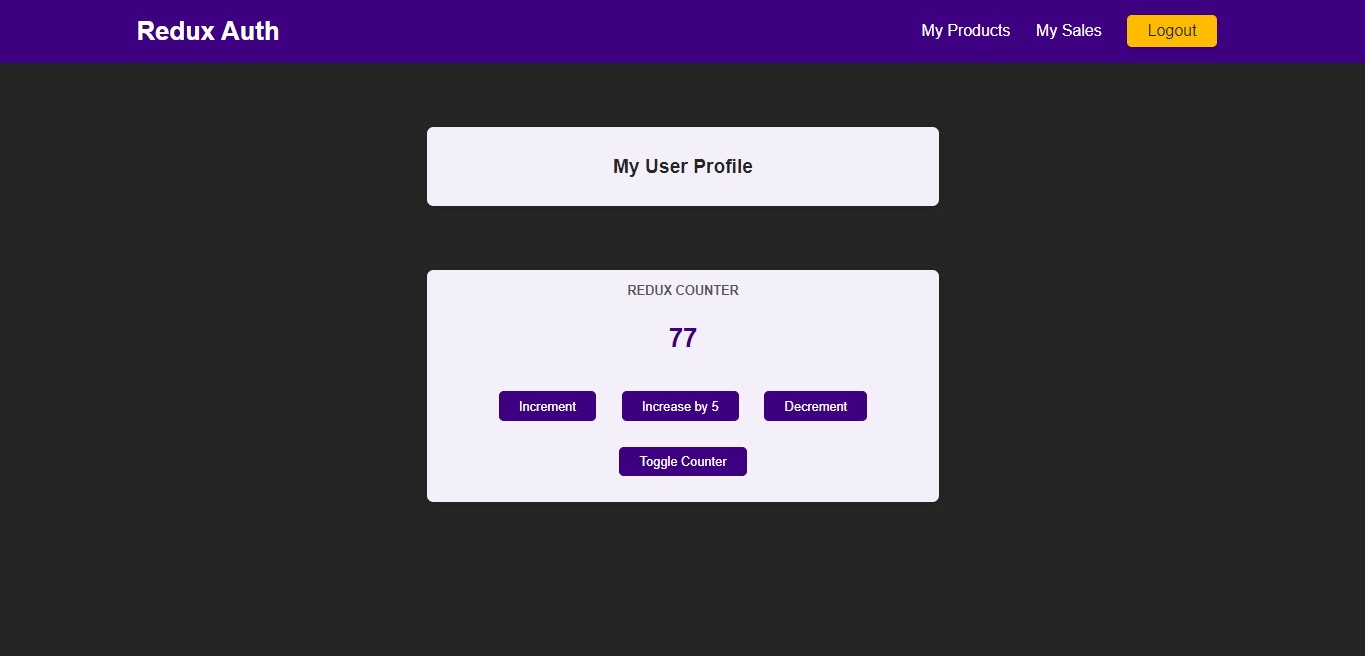 Redux Auth
My Products
My Sales
Logout
My User Profile
REDUX COUNTER
77
Increment
Increase by 5
Decrement
Toggle Counter